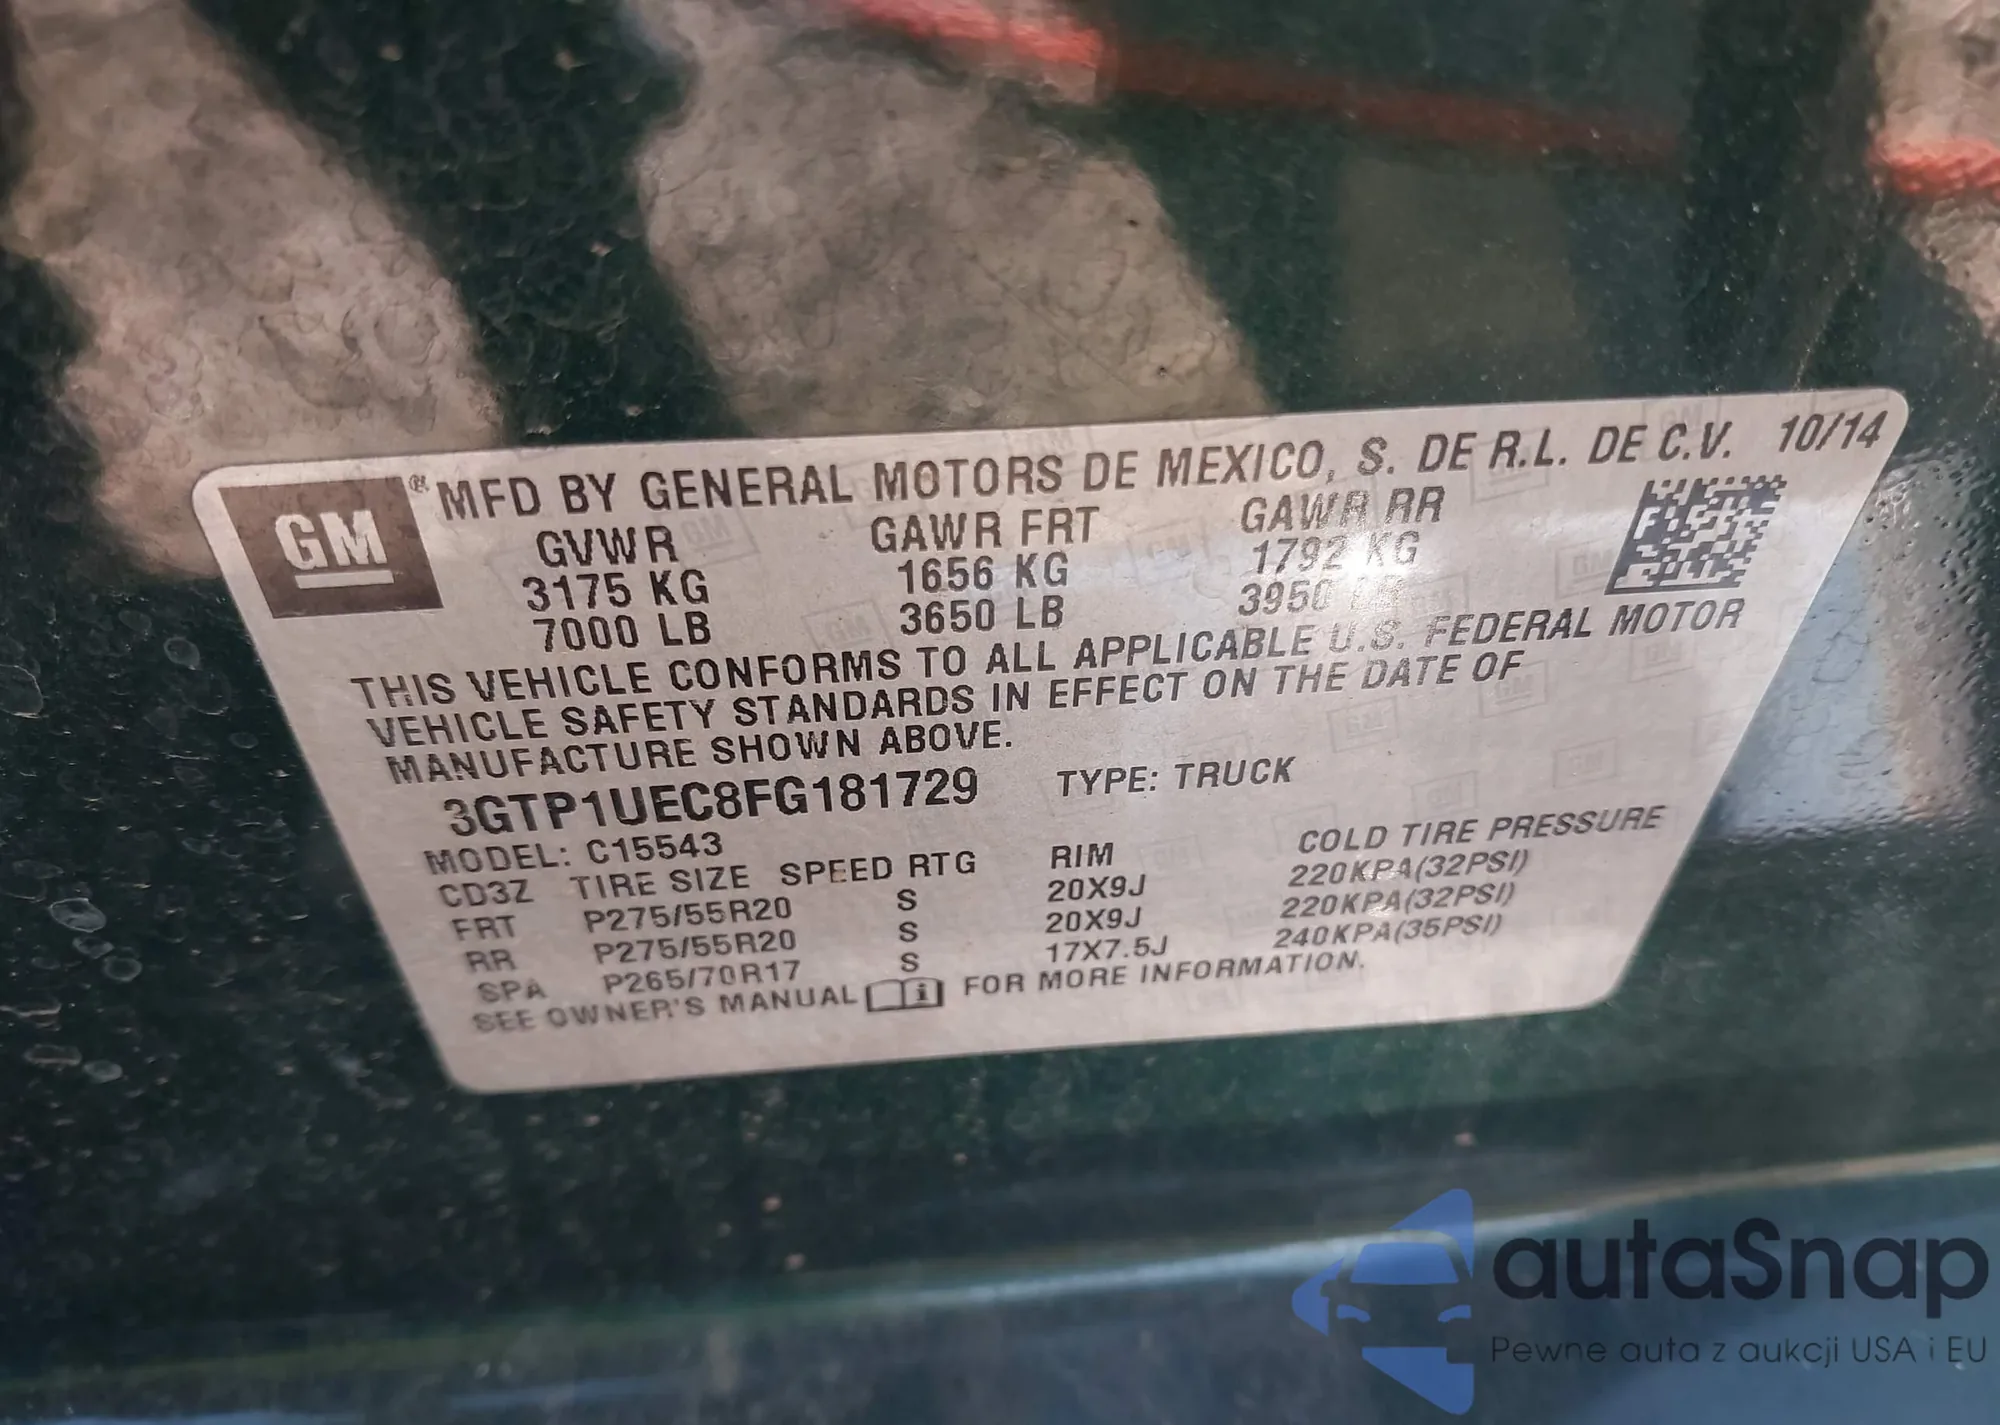 GM ® MFD BY GENERAL MOTORS DE MEXICO, S. DE R.L. DE C.V. 10/14
GVWR GAWR FRT GAWR RR
3175 KG 1656 KG 1792 KG
7000 LB 3650 LB 3950 LB
THIS VEHICLE CONFORMS TO ALL APPLICABLE U.S. FEDERAL MOTOR
VEHICLE SAFETY STANDARDS IN EFFECT ON THE DATE OF
MANUFACTURE SHOWN ABOVE.
3GTP1UEC8FG181729 TYPE: TRUCK
MODEL: C15543
CD3Z TIRE SIZE SPEED RTG RIM COLD TIRE PRESSURE
FRT P275/55R20 S 20X9J 220KPA(32PSI)
RR P275/55R20 S 20X9J 220KPA(32PSI)
SPA P265/70R17 S 17X7.5J 240KPA(35PSI)
SEE OWNER'S MANUAL i FOR MORE INFORMATION.
autaSnap
Pewne auta z aukcji USA i EU